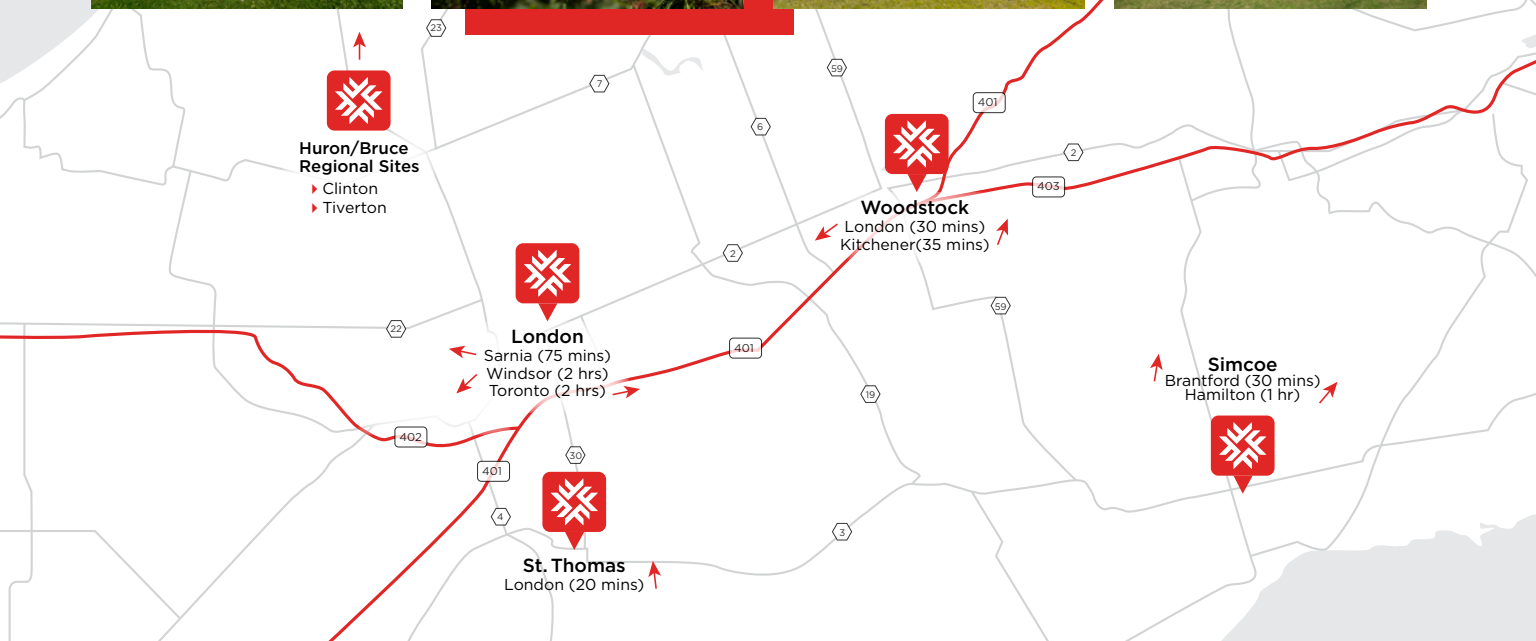 23
7
59
6
401
2
403
Huron/Bruce
Regional Sites
Clinton
Tiverton
Woodstock
London (30 mins)
Kitchener(35 mins)
2
59
22
London
Sarnia (75 mins)
Windsor (2 hrs)
Toronto (2 hrs)
401
19
Simcoe
Brantford (30 mins)
Hamilton (1 hr)
402
401
30
4
3
St. Thomas
London (20 mins)